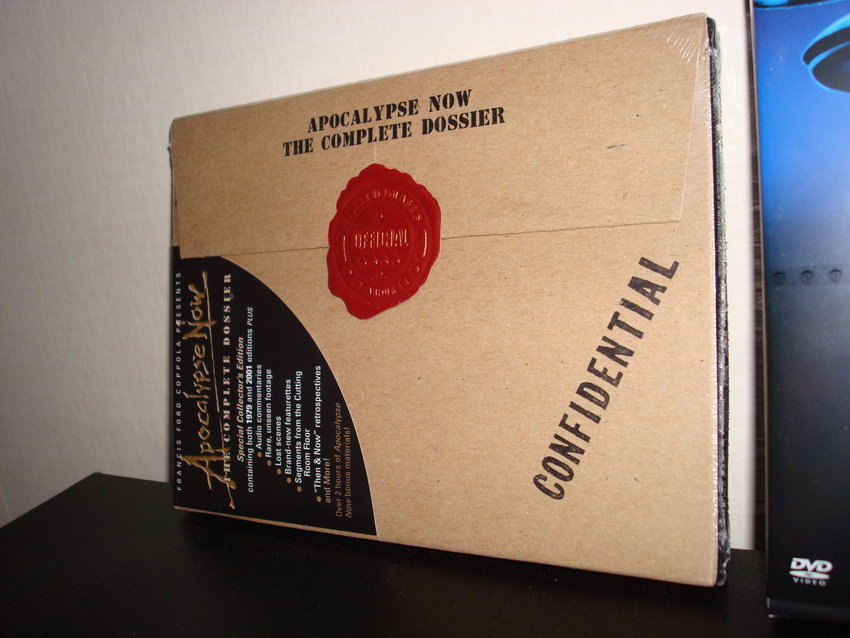 APOCALYPSE NOW
THE COMPLETE DOSSIER
OFFICIAL
CONFIDENTIAL
FRANCIS FORD COPPOLA PRESENTS
Apocalypse Now
THE COMPLETE DOSSIER
Special Collector's Edition
containing both 1979 and 2001 editions PLUS
• Audio commentaries
• Rare, unseen footage
• Lost scenes
• Brand-new featurettes
• Segments from the Cutting
Room Floor
• "Then & Now" retrospectives
and More!
Over 2 hours of Apocalypse
Now bonus materials!
DVD
VIDEO